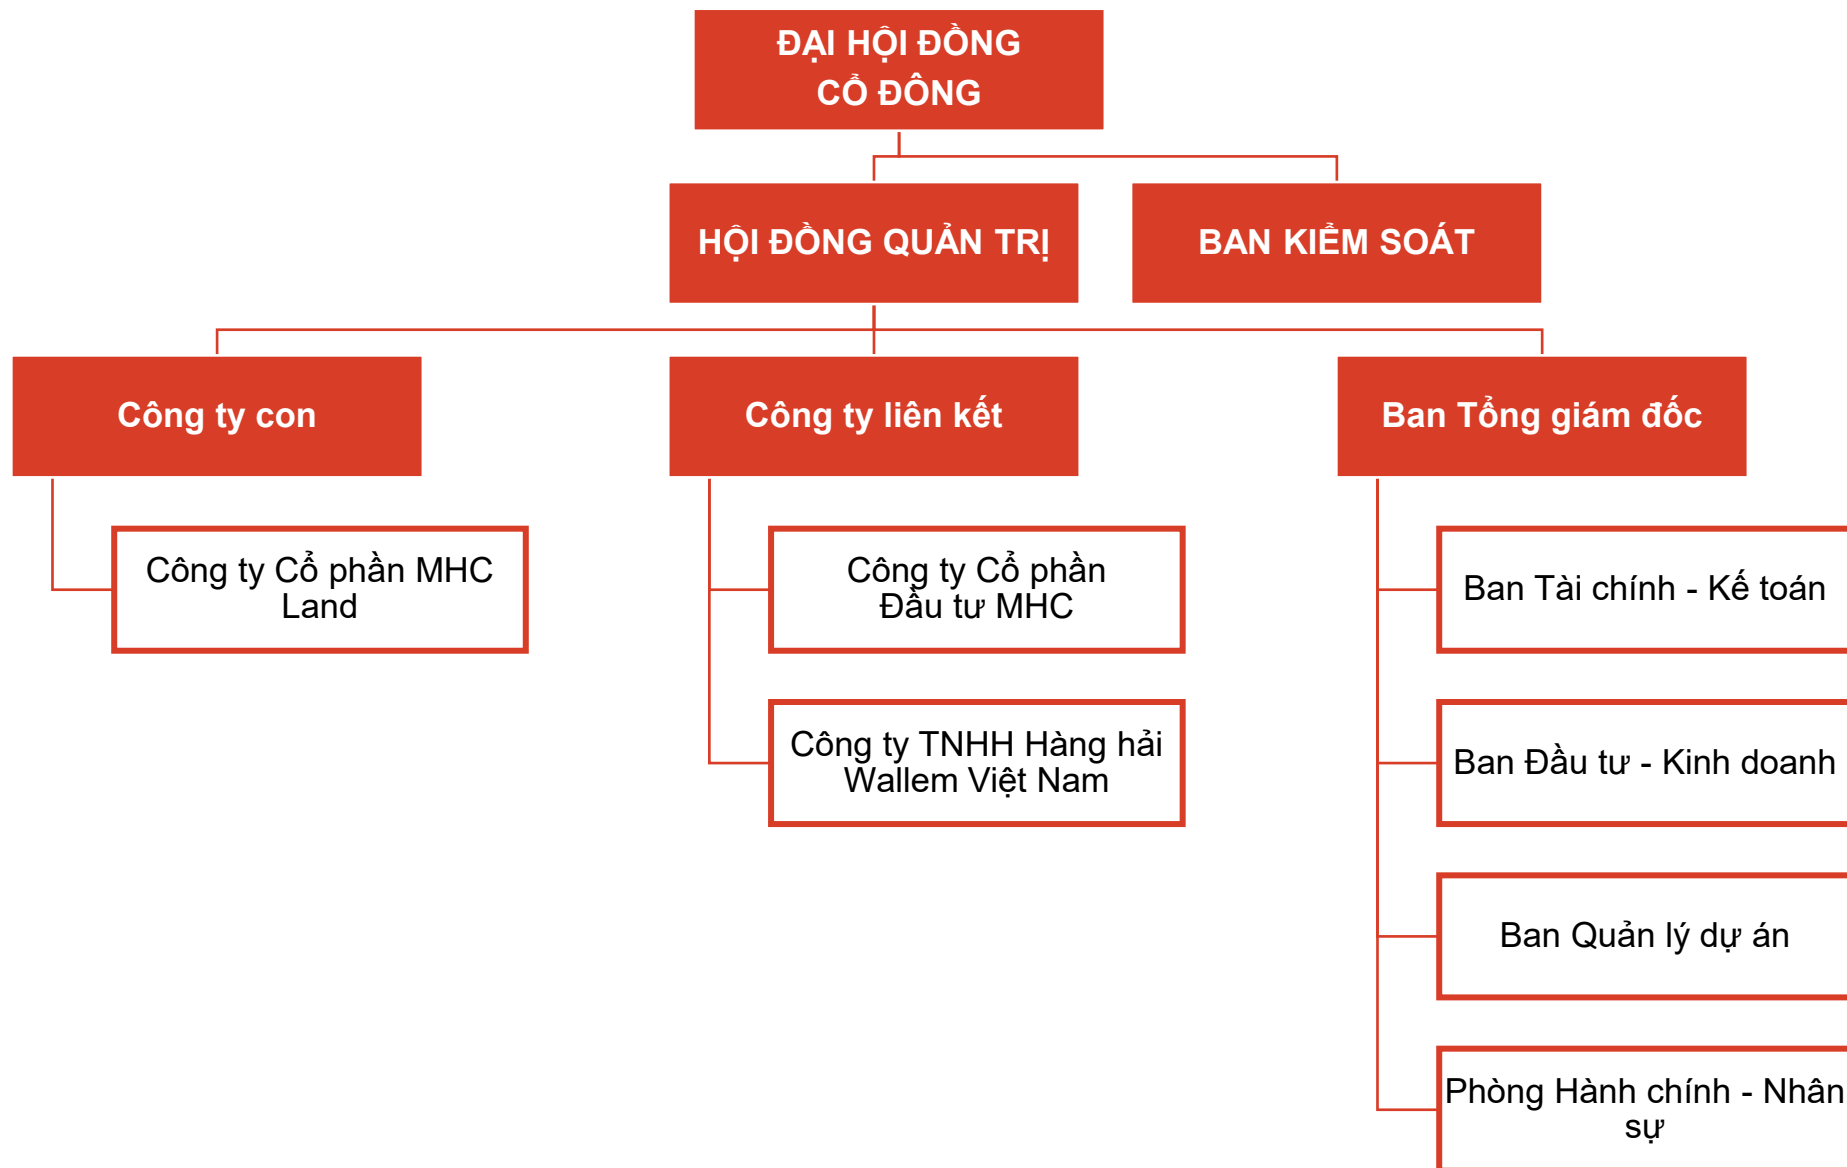 ĐẠI HỘI ĐỒNG
CỔ ĐÔNG
HỘI ĐỒNG QUẢN TRỊ
BAN KIỂM SOÁT
Công ty con
Công ty liên kết
Ban Tổng giám đốc
Công ty Cổ phần MHC
Land
Công ty Cổ phần
Đầu tư MHC
Công ty TNHH Hàng hải
Wallem Việt Nam
Ban Tài chính - Kế toán
Ban Đầu tư - Kinh doanh
Ban Quản lý dự án
Phòng Hành chính - Nhân
sự